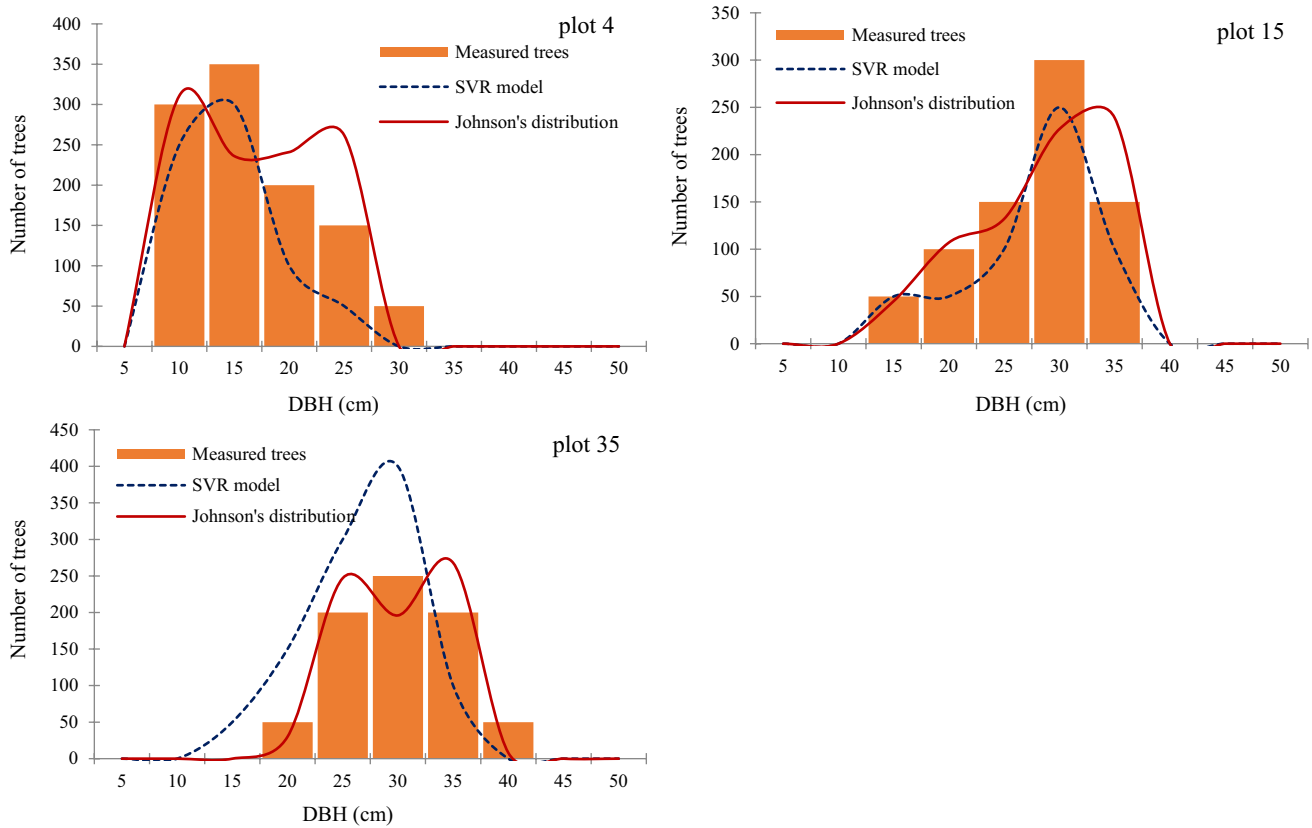 plot 4
Measured trees
SVR model
Johnson's distribution
Number of trees
400
350
300
250
200
150
100
50
0
5 10 15 20 25 30 35 40 45 50
DBH (cm)
plot 15
Measured trees
SVR model
Johnson's distribution
Number of trees
350
300
250
200
150
100
50
0
5 10 15 20 25 30 35 40 45 50
DBH (cm)
plot 35
Measured trees
SVR model
Johnson's distribution
Number of trees
450
400
350
300
250
200
150
100
50
0
5 10 15 20 25 30 35 40 45 50
DBH (cm)